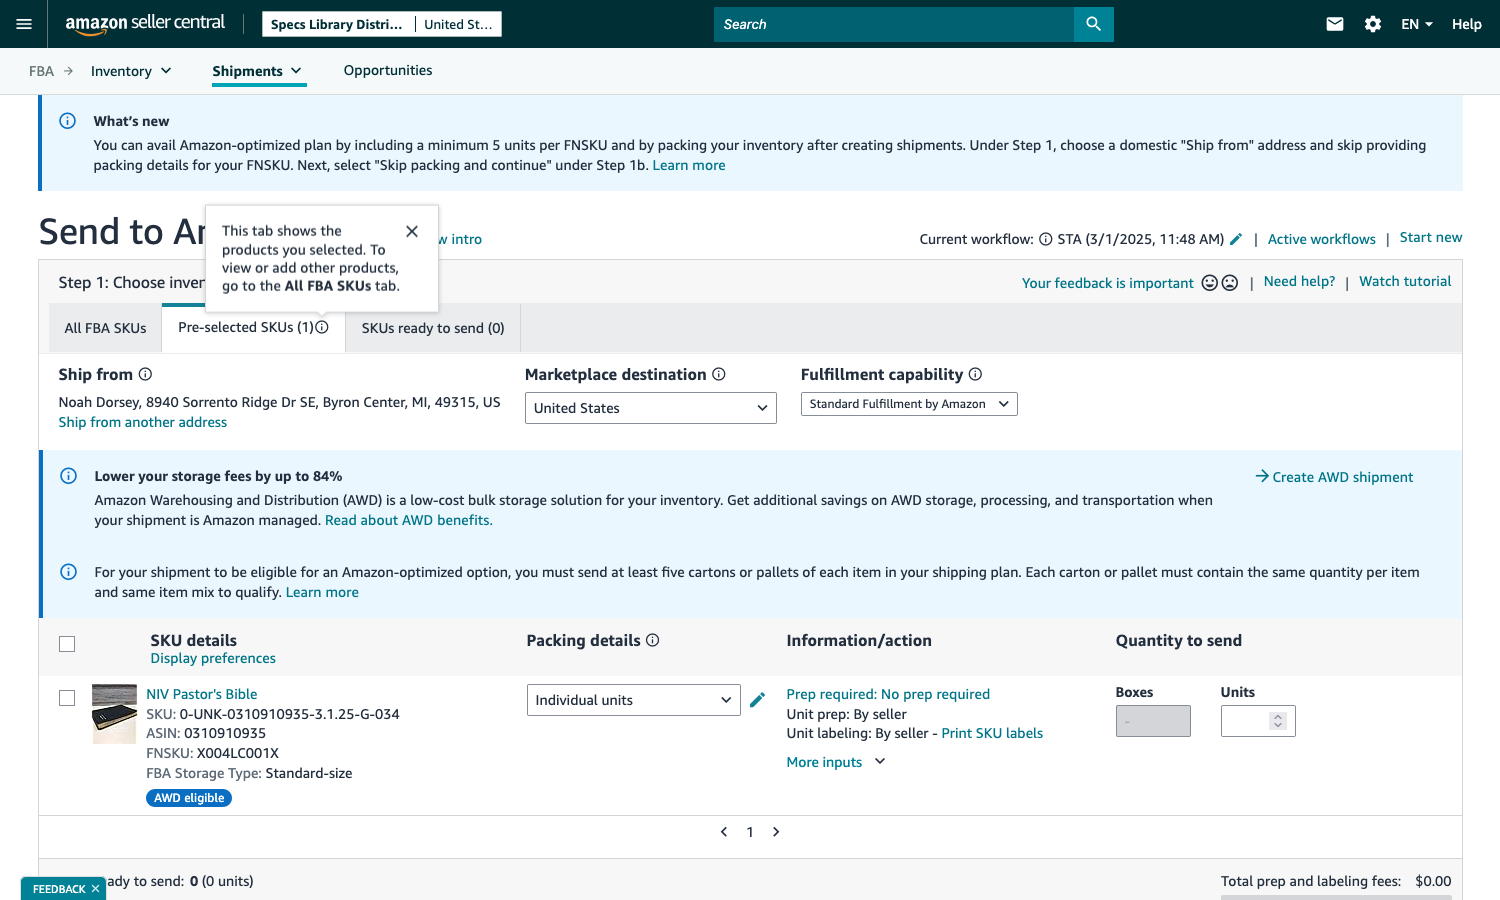 amazon seller central
Specs Library Distri... | United St...
Search
EN
Help
FBA → Inventory
Shipments
Opportunities
What's new
You can avail Amazon-optimized plan by including a minimum 5 units per FNSKU and by packing your inventory after creating shipments. Under Step 1, choose a domestic "Ship from" address and skip providing
packing details for your FNSKU. Next, select "Skip packing and continue" under Step 1b. Learn more
Send to Ar
w intro
This tab shows the
products you selected. To
view or add other products,
go to the All FBA SKUs tab.
Current workflow: STA (3/1/2025, 11:48 AM) | Active workflows | Start new
Step 1: Choose inver
Your feedback is important | Need help? | Watch tutorial
All FBA SKUs
Pre-selected SKUs (1)
SKUs ready to send (0)
Ship from
Noah Dorsey, 8940 Sorrento Ridge Dr SE, Byron Center, MI, 49315, US
Ship from another address
Marketplace destination
United States
Fulfillment capability
Standard Fulfillment by Amazon
Lower your storage fees by up to 84%
Amazon Warehousing and Distribution (AWD) is a low-cost bulk storage solution for your inventory. Get additional savings on AWD storage, processing, and transportation when
your shipment is Amazon managed. Read about AWD benefits.
→ Create AWD shipment
For your shipment to be eligible for an Amazon-optimized option, you must send at least five cartons or pallets of each item in your shipping plan. Each carton or pallet must contain the same quantity per item
and same item mix to qualify. Learn more
SKU details
Display preferences
Packing details
Information/action
Quantity to send
NIV Pastor's Bible
SKU: 0-UNK-0310910935-3.1.25-G-034
ASIN: 0310910935
FNSKU: X004LC001X
FBA Storage Type: Standard-size
AWD eligible
Individual units
Prep required: No prep required
Unit prep: By seller
Unit labeling: By seller - Print SKU labels
More inputs
Boxes
-
Units
1
ady to send: 0 (0 units)
Total prep and labeling fees: $0.00
FEEDBACK